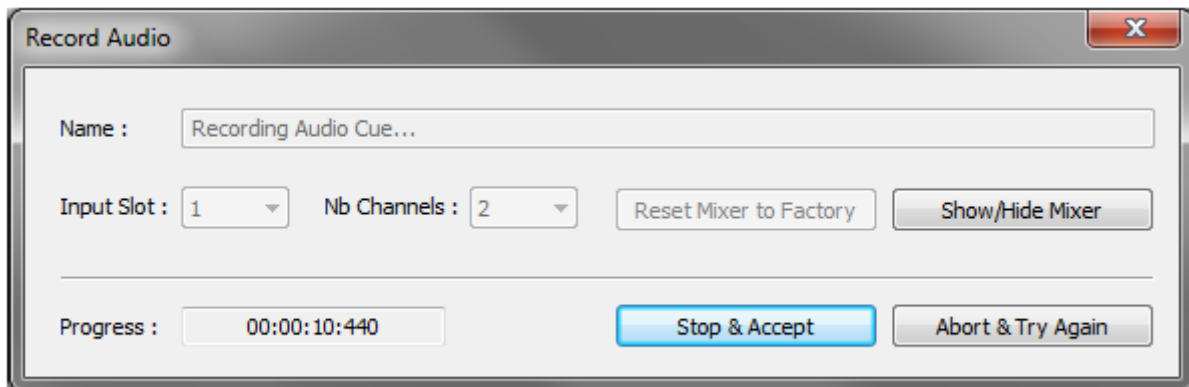 Record Audio
Name : Recording Audio Cue...
Input Slot : 1 Nb Channels : 2 Reset Mixer to Factory Show/Hide Mixer
Progress : 00:00:10:440 Stop & Accept Abort & Try Again